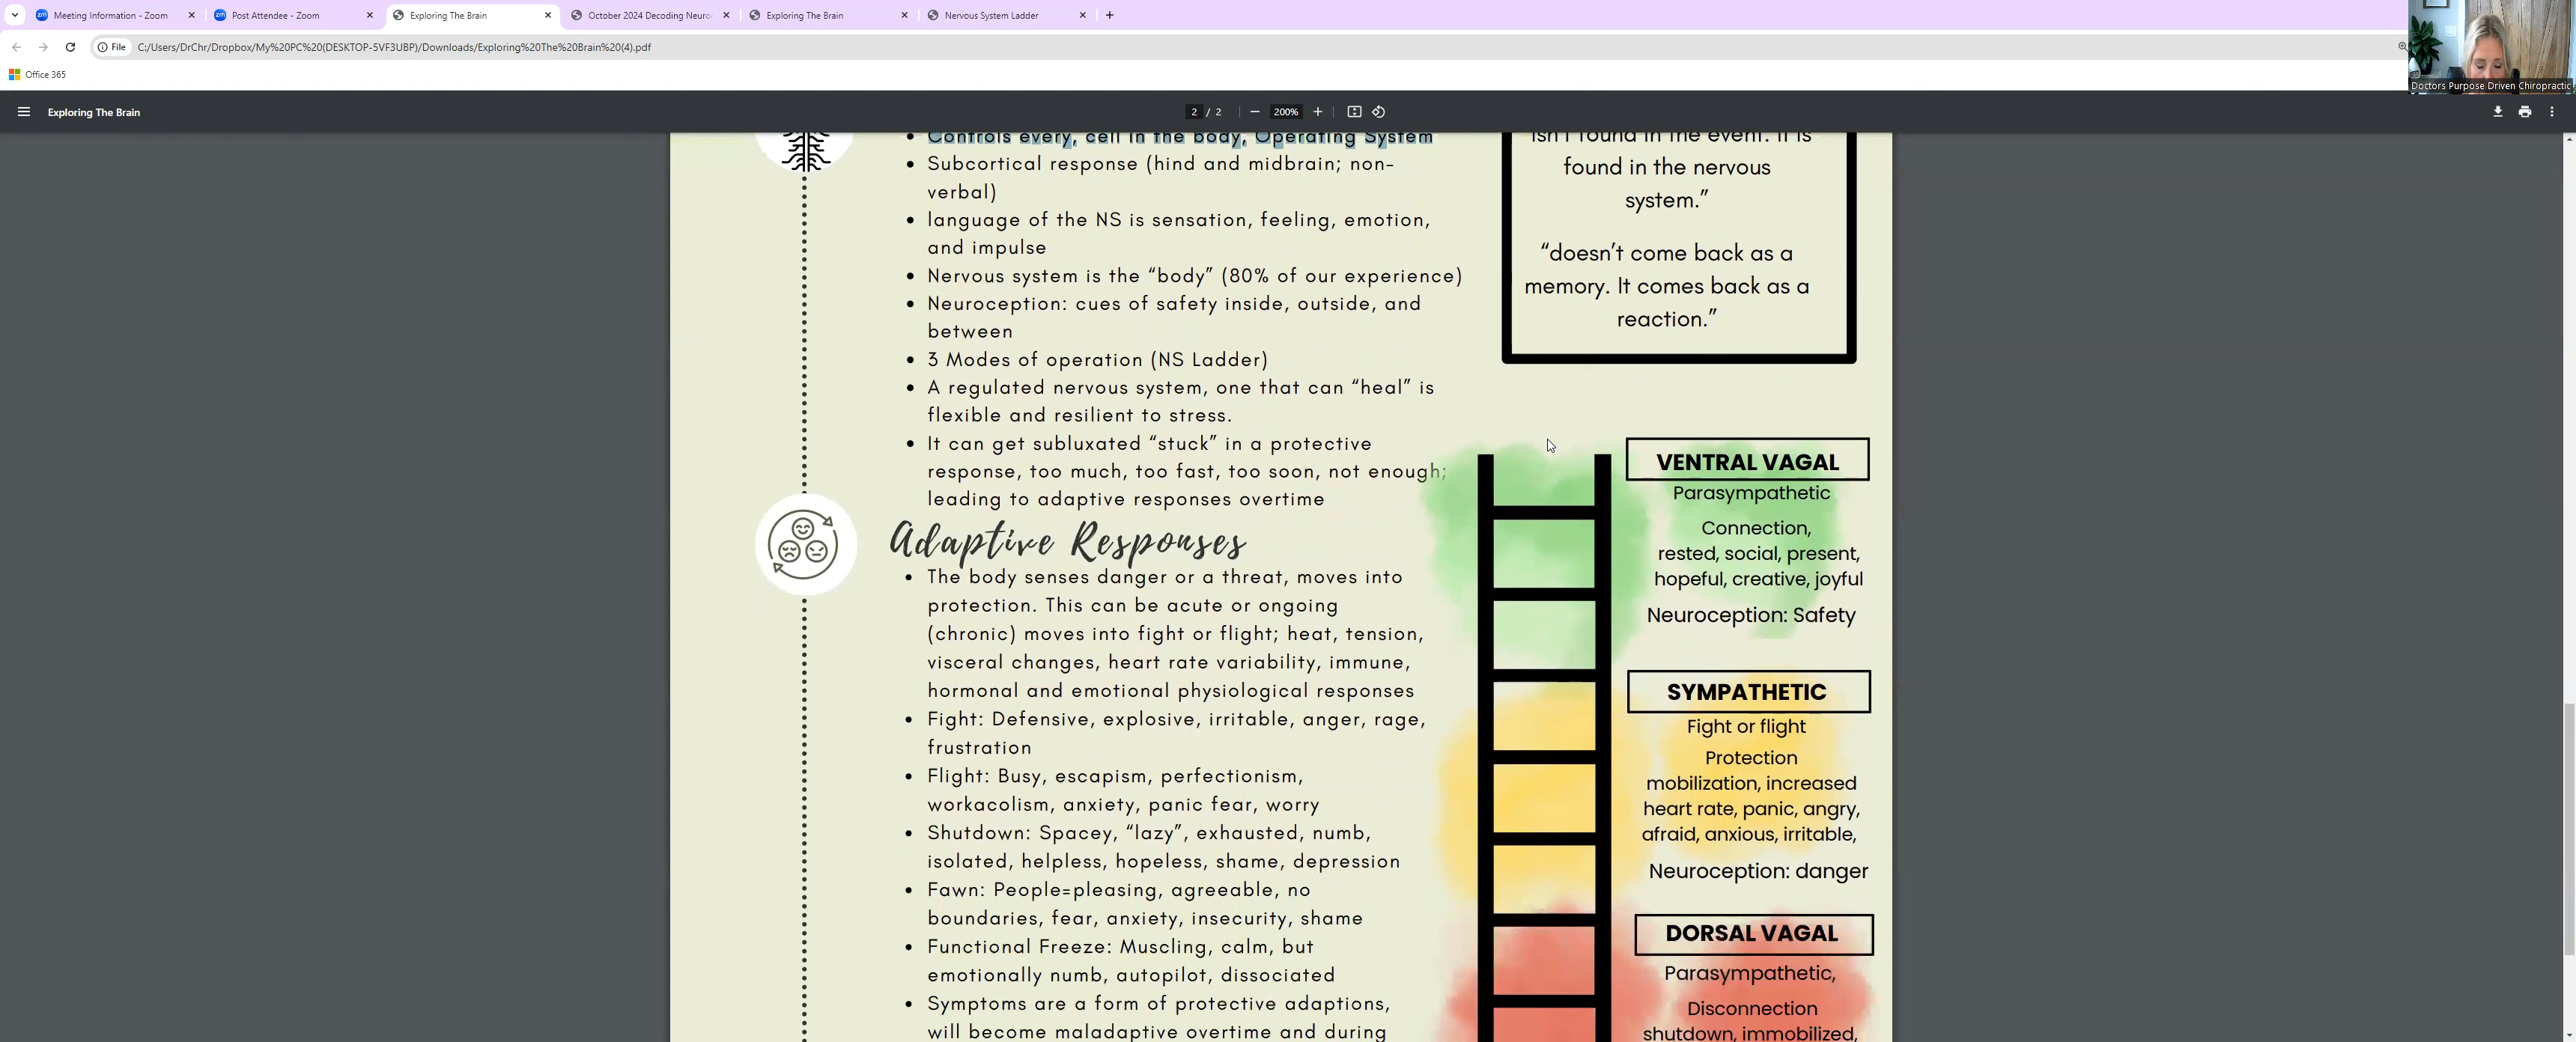 Meeting Information - Zoom
Post Attendee - Zoom
Exploring The Brain
October 2024 Decoding Neuro
Exploring The Brain
Nervous System Ladder
File
C:/Users/DrChr/Dropbox/My%20PC%20(DESKTOP-5VF3UBP)/Downloads/Exploring%20The%20Brain%20(4).pdf
Office 365
Doctors Purpose Driven Chiropractic
Exploring The Brain
2 / 2
200%
Controls every, cell in the body, Operating System
Subcortical response (hind and midbrain; non-
verbal)
language of the NS is sensation, feeling, emotion,
and impulse
Nervous system is the “body” (80% of our experience)
Neuroception: cues of safety inside, outside, and
between
3 Modes of operation (NS Ladder)
A regulated nervous system, one that can “heal” is
flexible and resilient to stress.
It can get subluxated “stuck” in a protective
response, too much, too fast, too soon, not enough;
leading to adaptive responses overtime
Adaptive Responses
The body senses danger or a threat, moves into
protection. This can be acute or ongoing
(chronic) moves into fight or flight; heat, tension,
visceral changes, heart rate variability, immune,
hormonal and emotional physiological responses
Fight: Defensive, explosive, irritable, anger, rage,
frustration
Flight: Busy, escapism, perfectionism,
workacolism, anxiety, panic fear, worry
Shutdown: Spacey, “lazy”, exhausted, numb,
isolated, helpless, hopeless, shame, depression
Fawn: People=pleasing, agreeable, no
boundaries, fear, anxiety, insecurity, shame
Functional Freeze: Muscling, calm, but
emotionally numb, autopilot, dissociated
Symptoms are a form of protective adaptions,
will become maladaptive overtime and during
isn’t found in the event. It is
found in the nervous
system.”
“doesn’t come back as a
memory. It comes back as a
reaction.”
VENTRAL VAGAL
Parasympathetic
Connection,
rested, social, present,
hopeful, creative, joyful
Neuroception: Safety
SYMPATHETIC
Fight or flight
Protection
mobilization, increased
heart rate, panic, angry,
afraid, anxious, irritable,
Neuroception: danger
DORSAL VAGAL
Parasympathetic,
Disconnection
shutdown, immobilized,